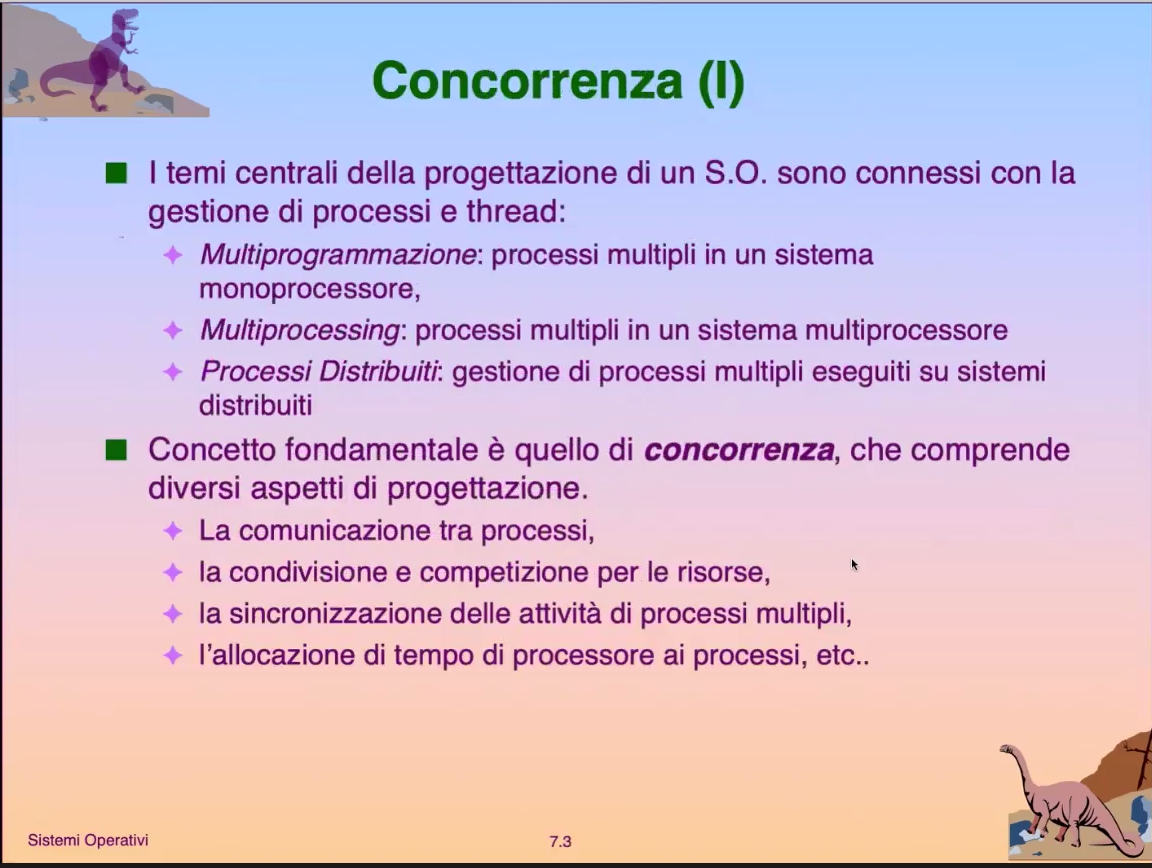 Concorrenza (I)
I temi centrali della progettazione di un S.O. sono connessi con la
gestione di processi e thread:
Multiprogrammazione: processi multipli in un sistema
monoprocessore,
Multiprocessing: processi multipli in un sistema multiprocessore
Processi Distribuiti: gestione di processi multipli eseguiti su sistemi
distribuiti
Concetto fondamentale è quello di concorrenza, che comprende
diversi aspetti di progettazione.
La comunicazione tra processi,
la condivisione e competizione per le risorse,
la sincronizzazione delle attività di processi multipli,
l'allocazione di tempo di processore ai processi, etc..
Sistemi Operativi
7.3